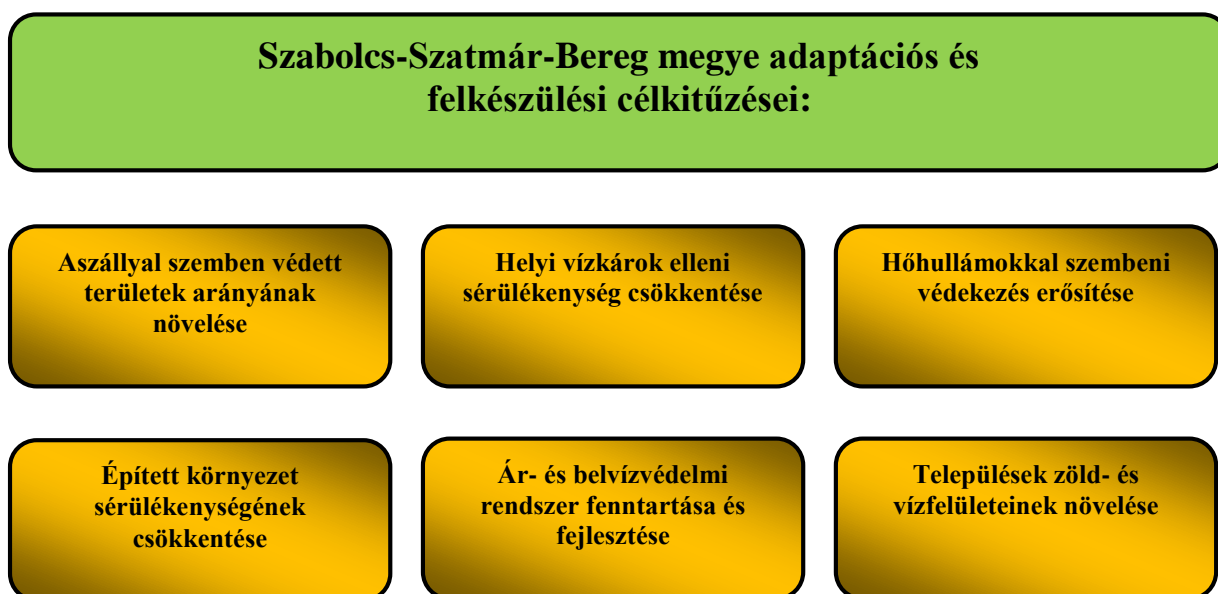 Szabolcs-Szatmár-Bereg megye adaptációs és
felkészülési célkitűzései:
Aszállyal szemben védett
területek arányának
növelése
Helyi vízkárok elleni
sérülékenység csökkentése
Hőhullámokkal szembeni
védekezés erősítése
Épített környezet
sérülékenységének
csökkentése
Ár- és belvízvédelmi
rendszer fenntartása és
fejlesztése
Települések zöld- és
vízfelületeinek növelése